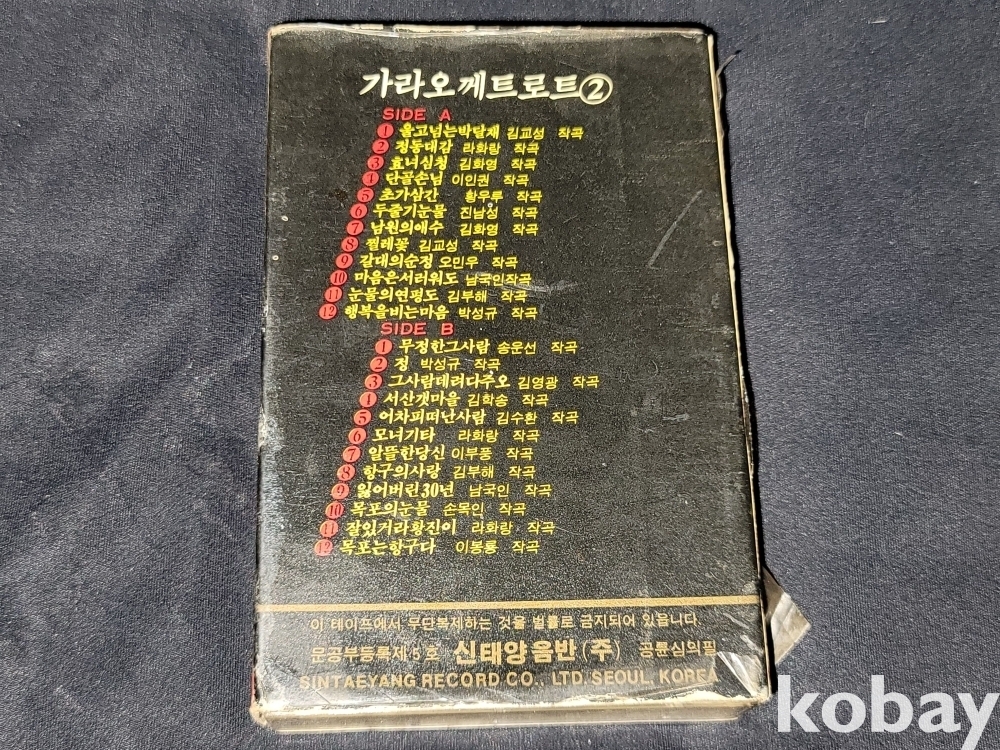 가라오께트로트②
SIDE A
1 울고넘는박달재 김교성 작곡
2 정동대감 라화랑 작곡
3 효녀심청 김화영 작곡
4 단골손님 이인권 작곡
5 초가삼간 황우루 작곡
6 두줄기눈물 진남성 작곡
7 남원의애수 김화영 작곡
8 찔레꽃 김교성 작곡
9 갈대의순정 오민우 작곡
10 마음은서러워도 남국인작곡
11 눈물의연평도 김부해 작곡
12 행복을비는마음 박성규 작곡
SIDE B
1 무정한그사람 송운선 작곡
2 정 박성규 작곡
3 그사람데려다주오 김영광 작곡
4 서산갯마을 김학송 작곡
5 어차피떠난사람 김수환 작곡
6 모녀기타 라화랑 작곡
7 알뜰한당신 이부풍 작곡
8 항구의사랑 김부해 작곡
9 잃어버린30년 남국인 작곡
10 목포의눈물 손목인 작곡
11 잘있거라황진이 라화랑 작곡
12 목포는항구다 이봉룡 작곡
이 테이프에서 무단복제하는 것을 법률로 금지되어 있읍니다.
문공부등록제5호 신태양음반(주) 공륜심의필
SINTAEYANG RECORD CO., LTD. SEOUL, KOREA
kobay